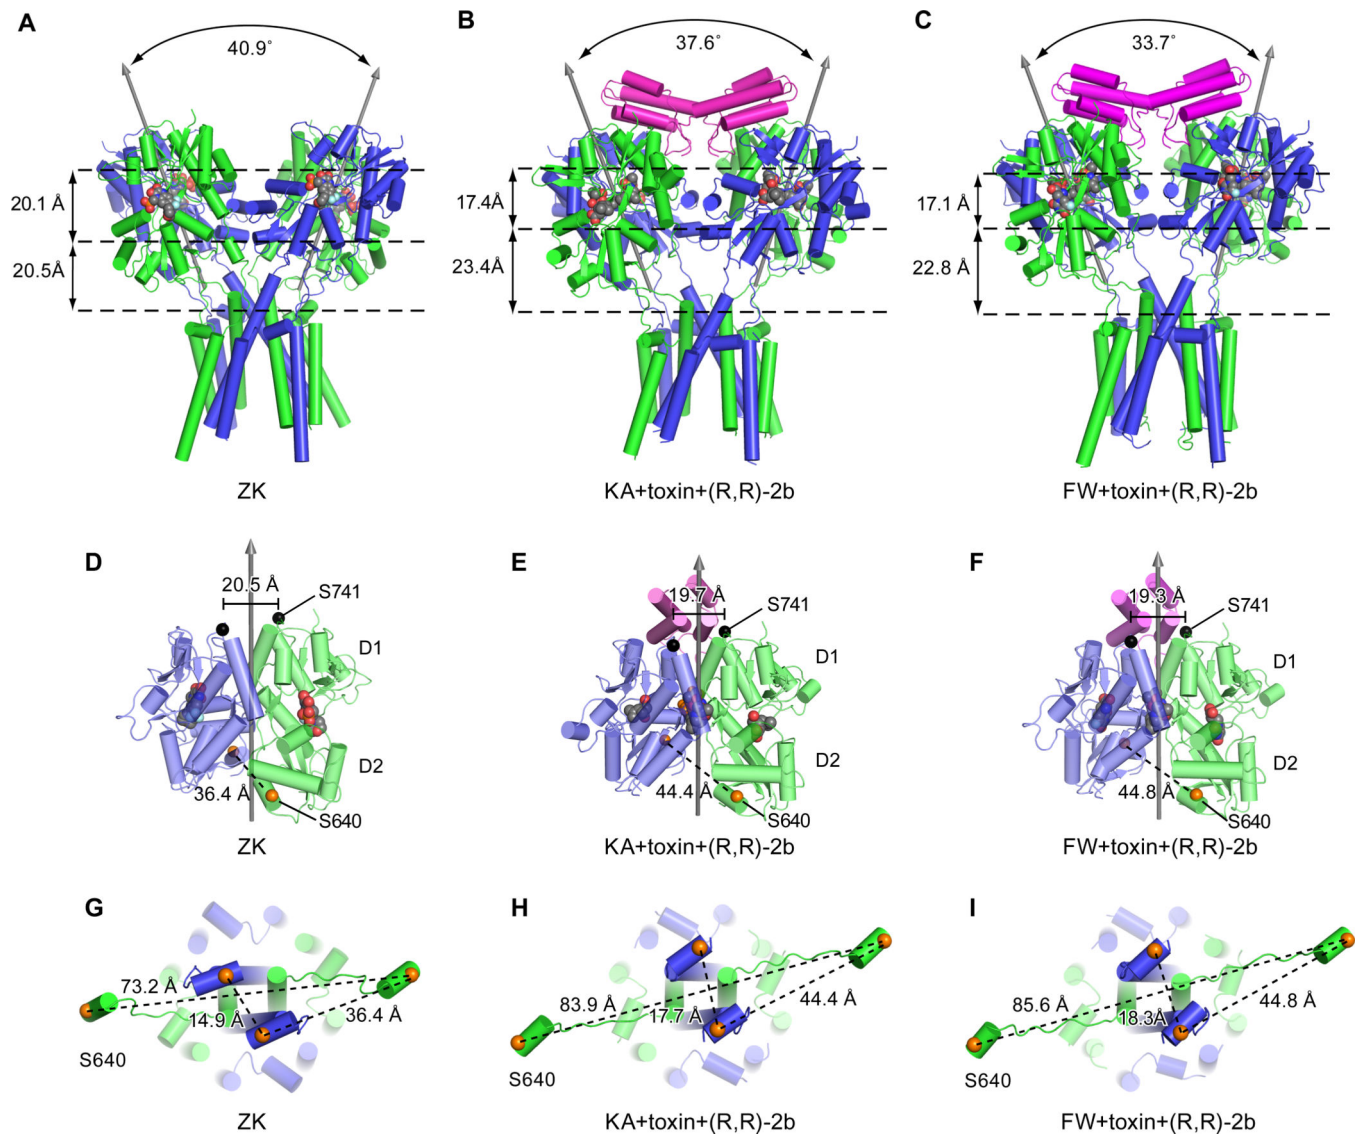 A
40.9°
20.1 Å
20.5Å
ZK
B
37.6°
17.4Å
23.4Å
KA+toxin+(R,R)-2b
C
33.7°
17.1 Å
22.8 Å
FW+toxin+(R,R)-2b
D
20.5 Å
S741
D1
D2
36.4 Å
S640
ZK
E
19.7 Å
S741
D1
D2
44.4 Å
S640
KA+toxin+(R,R)-2b
F
19.3 Å
S741
D1
D2
44.8 Å
S640
FW+toxin+(R,R)-2b
G
73.2 Å
14.9 Å
36.4 Å
S640
ZK
H
83.9 Å
17.7 Å
44.4 Å
S640
KA+toxin+(R,R)-2b
I
85.6 Å
18.3Å
44.8 Å
S640
FW+toxin+(R,R)-2b